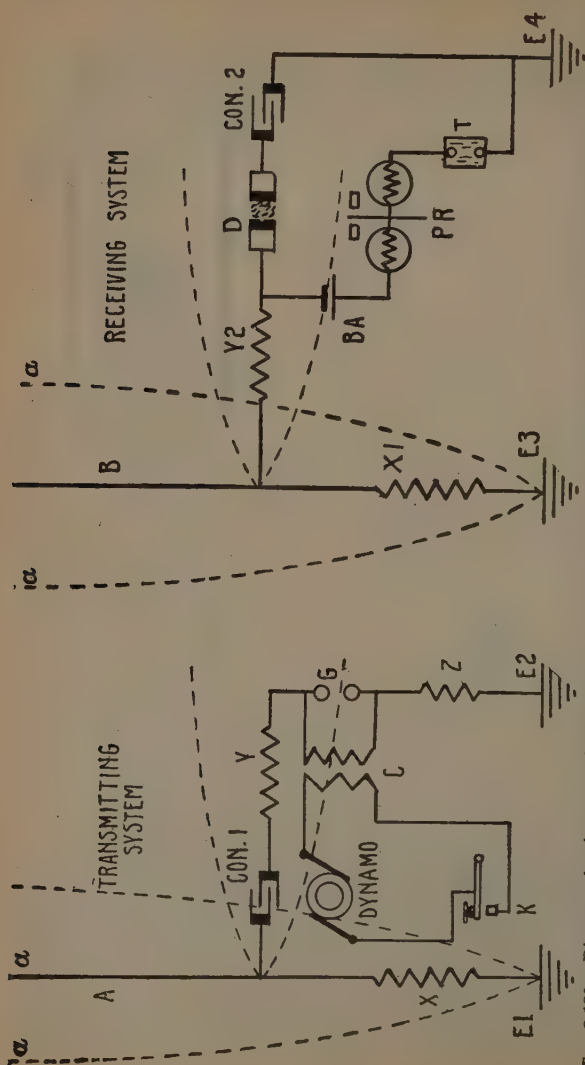 a
a
A
TRANSMITTING
SYSTEM
CON.1
Y
G
DYNAMO
C
Z
X
K
E1
E2
a
a
B
RECEIVING SYSTEM
Y2
D
CON.2
BA
PR
T
X1
E3
E4